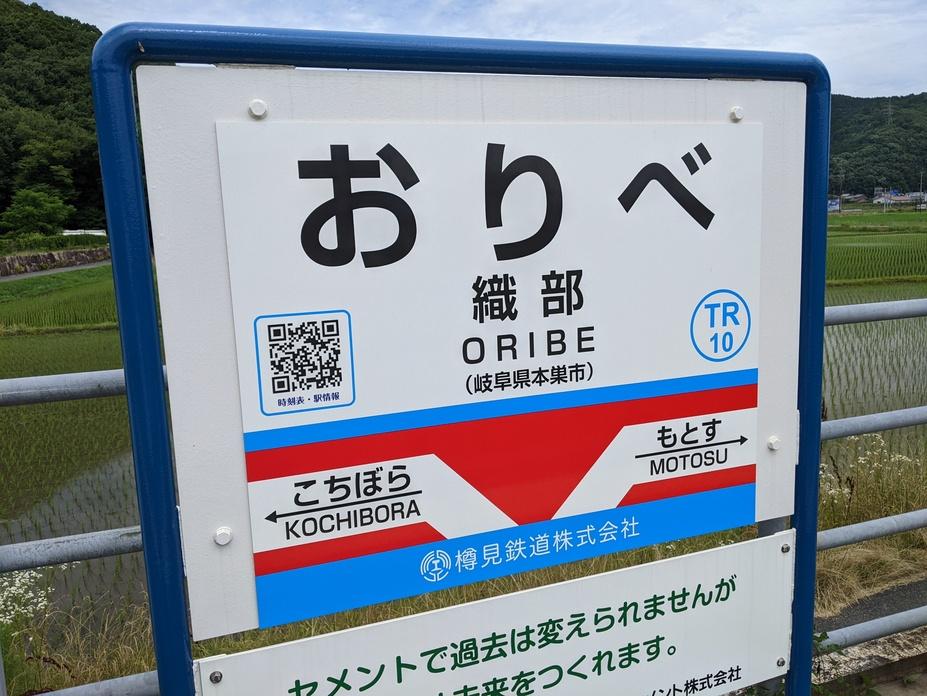 おりべ
織部
ORIBE
(岐阜県本巣市)
TR
10
時刻表・駅情報
こちぼら
KOCHIBORA
もとす
MOTOSU
樽見鉄道株式会社
セメントで過去は変えられませんが
未来をつくれます。
メント株式会社